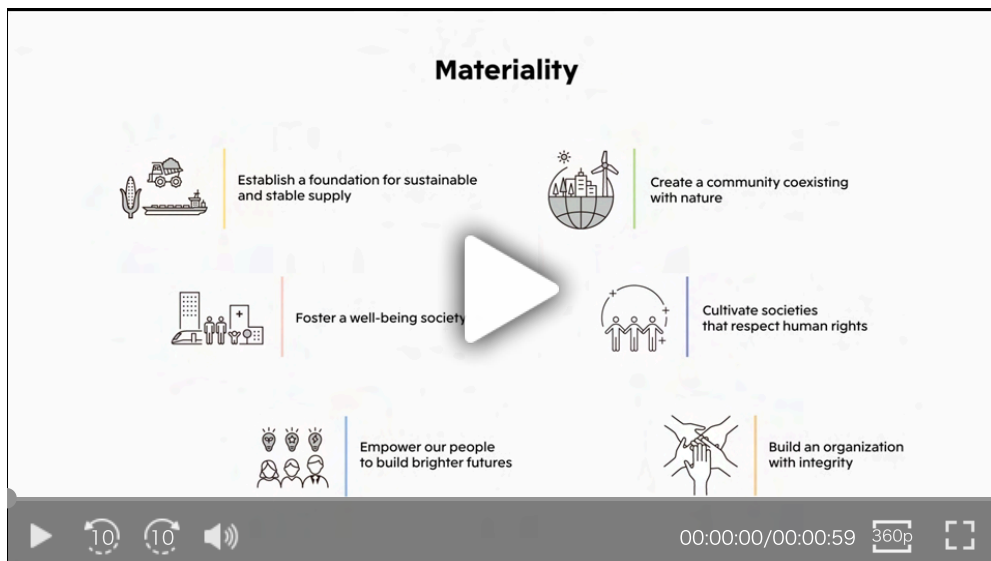 Materiality
Establish a foundation for sustainable
and stable supply
Create a community coexisting
with nature
Foster a well-being society
Cultivate societies
that respect human rights
Empower our people
to build brighter futures
Build an organization
with integrity
10
10
00:00:00/00:00:59
360p